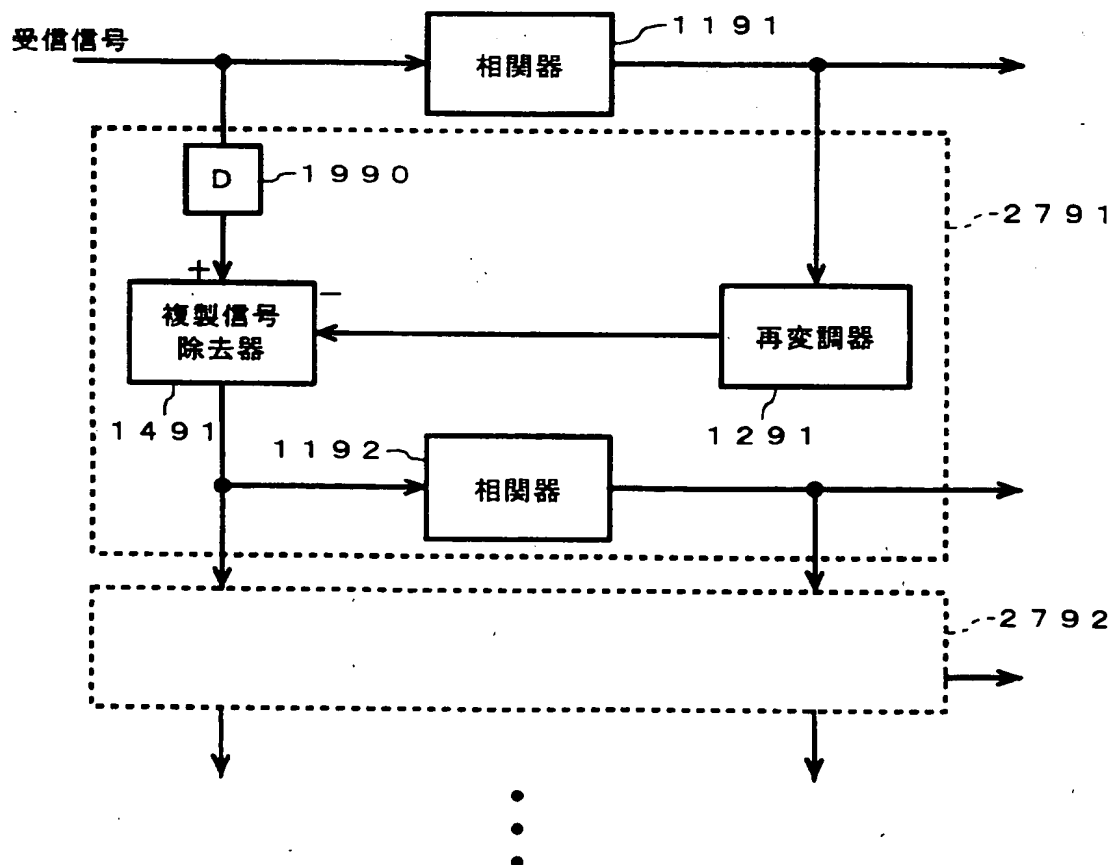 受信信号
相関器
１１９１
D
１９９０
２７９１
+
−
複製信号
除去器
再変調器
１４９１
１２９１
１１９２
相関器
２７９２